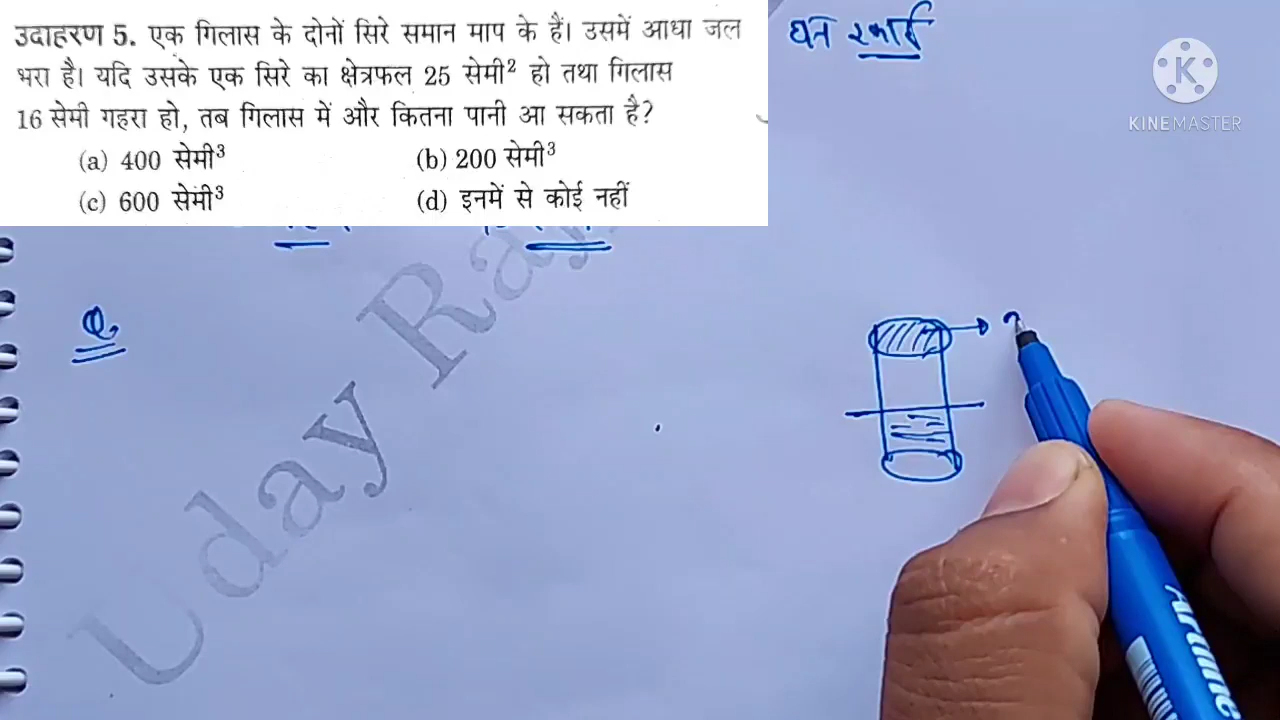 उदाहरण 5. एक गिलास के दोनों सिरे समान माप के हैं। उसमें आधा जल
भरा है। यदि उसके एक सिरे का क्षेत्रफल 25 सेमी² हो तथा गिलास
16 सेमी गहरा हो, तब गिलास में और कितना पानी आ सकता है?
(a) 400 सेमी³ (b) 200 सेमी³
(c) 600 सेमी³ (d) इनमें से कोई नहीं
घन इकाई
K
KINEMASTER
Q.
Uday Ra
Artline